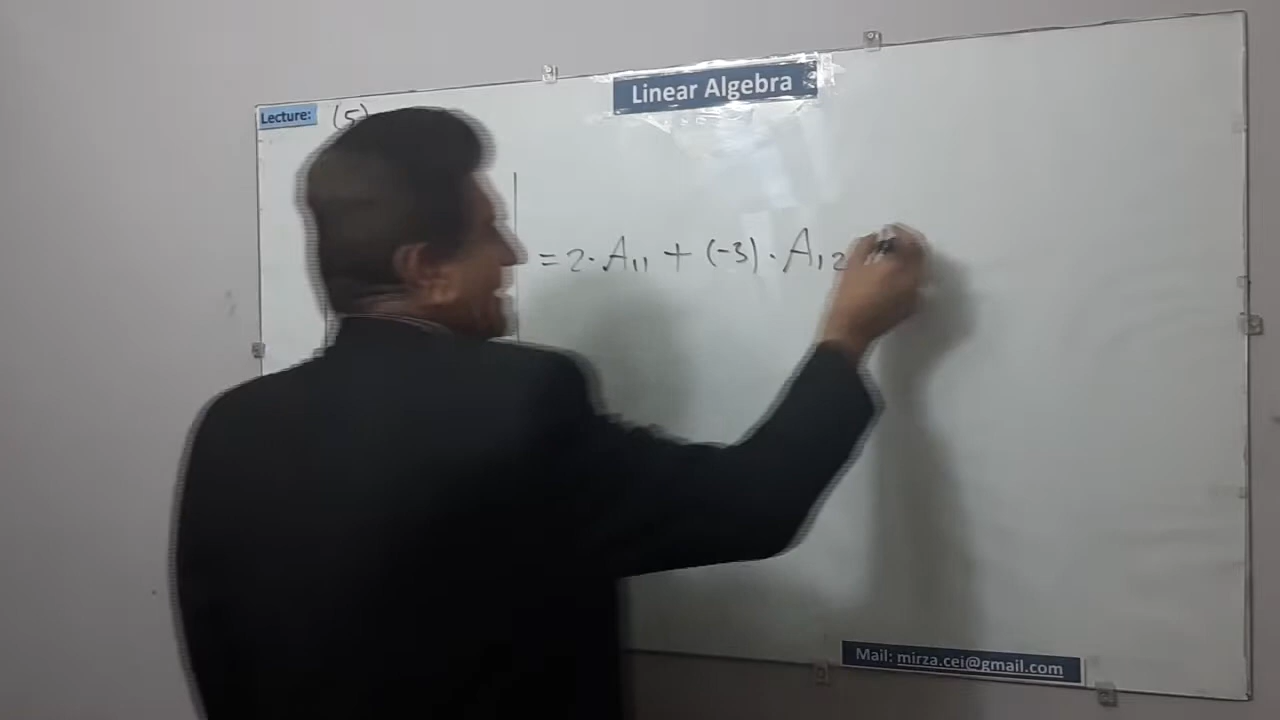 Linear Algebra
Lecture: (5)
= 2 · A₁₁ + (-3) · A₁₂
Mail: mirza.cei@gmail.com